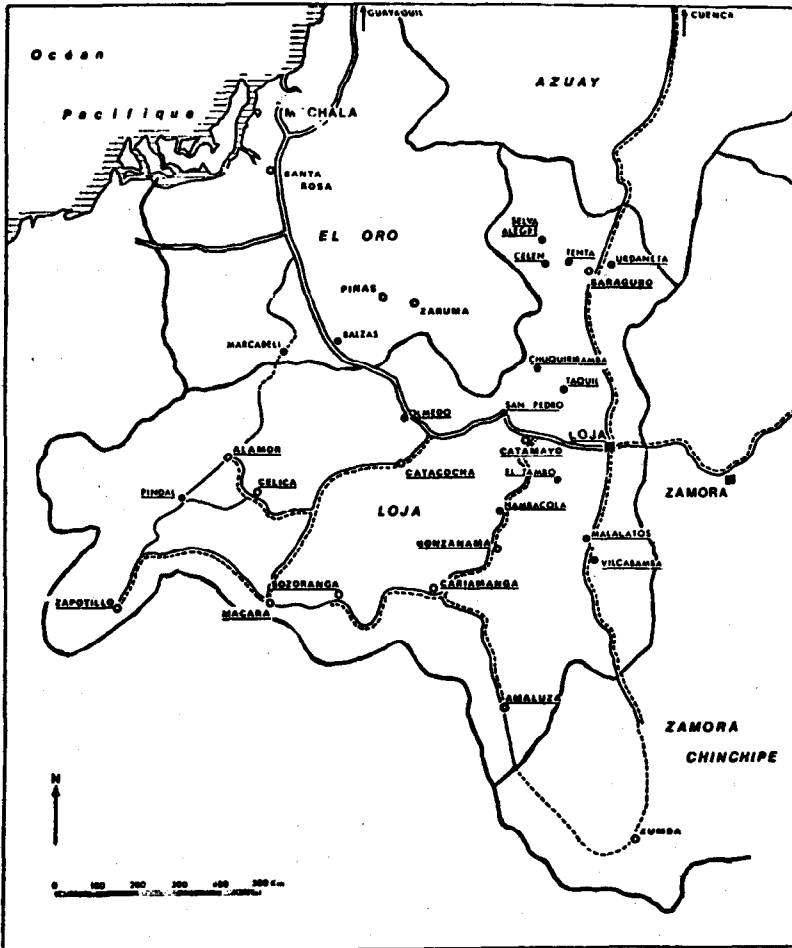 GUAYAQUIL
CUENCA
Océan
Pacifique
AZUAY
MACHALA
SANTA
ROSA
EL ORO
SELVA
ALEGRE
CELEN
TENTA
URDANETA
SARAGURO
PIÑAS
ZARUMA
BALZAS
MARCABELI
CHUQUIRIBAMBA
TAQUIL
OLMEDO
SAN PEDRO
LOJA
CATAMAYO
ALAMOR
CATACOCHA
EL TAMBO
ZAMORA
CELICA
PINDAL
LOJA
NAMBACOLA
MALALATOS
GONZANAMA
VILCABAMBA
CARIAMANGA
SOZORANGA
ZAPOTILLO
MACARA
AMALUZA
ZAMORA
CHINCHIPE
N
ZUMBA
0 100 200 300 400 500 Km